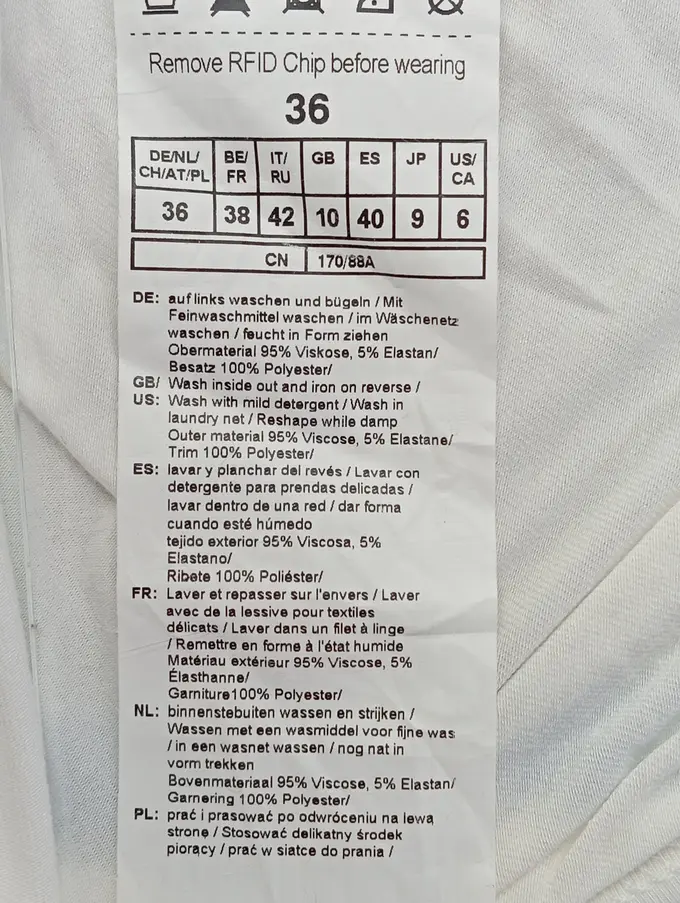 Remove RFID Chip before wearing
36
DE/NL/ CH/AT/PL BE/ FR IT/ RU GB ES JP US/ CA
36 38 42 10 40 9 6
CN 170/88A
DE: auf links waschen und bügeln / Mit
Feinwaschmittel waschen / im Wäschenetz
waschen / feucht in Form ziehen
Obermaterial 95% Viskose, 5% Elastan/
Besatz 100% Polyester/
GB/ Wash inside out and iron on reverse /
US: Wash with mild detergent / Wash in
laundry net / Reshape while damp
Outer material 95% Viscose, 5% Elastane/
Trim 100% Polyester/
ES: lavar y planchar del revés / Lavar con
detergente para prendas delicadas /
lavar dentro de una red / dar forma
cuando esté húmedo
tejido exterior 95% Viscosa, 5%
Elastano/
Ribete 100% Poliéster/
FR: Laver et repasser sur l'envers / Laver
avec de la lessive pour textiles
délicats / Laver dans un filet à linge
/ Remettre en forme à l'état humide
Matériau extérieur 95% Viscose, 5%
Élasthanne/
Garniture100% Polyester/
NL: binnenstebuiten wassen en strijken /
Wassen met een wasmiddel voor fijne was
/ in een wasnet wassen / nog nat in
vorm trekken
Bovenmateriaal 95% Viscose, 5% Elastan/
Garnering 100% Polyester/
PL: prać i prasować po odwróceniu na lewą
stronę / Stosować delikatny środek
piorący / prać w siatce do prania /